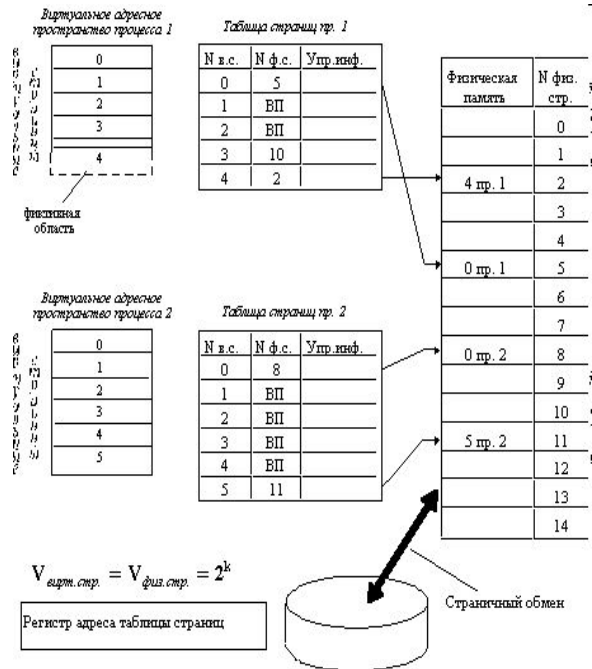 Виртуальное адресное
пространство процесса 1
0
1
2
3
4
фиктивная
область
Таблица страниц пр. 1
N в.с. N ф.с. Упр.инф.
0 5
1 ВП
2 ВП
3 10
4 2
Физическая память N физ. стр.
0
1
4 пр. 1 2
3
4
0 пр. 1 5
6
7
0 пр. 2 8
9
10
5 пр. 2 11
12
13
14
Виртуальное адресное
пространство процесса 2
0
1
2
3
4
5
Таблица страниц пр. 2
N в.с. N ф.с. Упр.инф.
0 8
1 ВП
2 ВП
3 ВП
4 ВП
5 11
V вирт.стр. = V физ.стр. = 2^k
Регистр адреса таблицы страниц
Страничный обмен